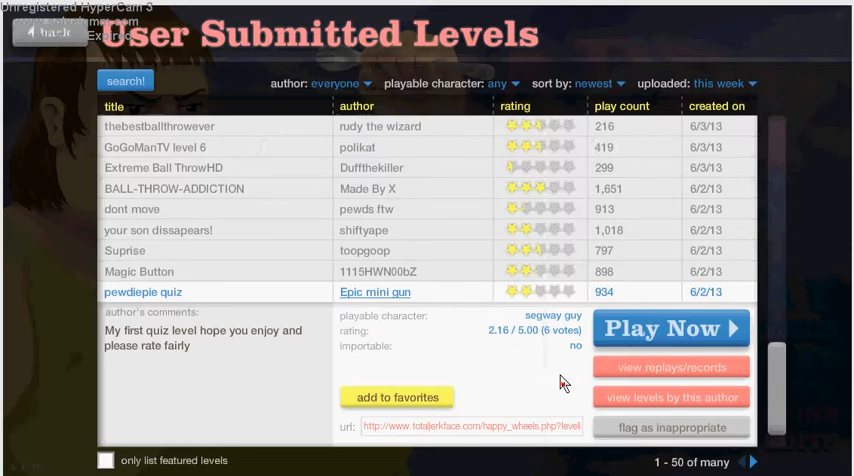 Unregistered HyperCam 3
back
User Submitted Levels
search!
author: everyone playable character: any sort by: newest uploaded: this week
title author rating play count created on
thebestballthrowever rudy the wizard 216 6/3/13
GoGoManTV level 6 polikat 419 6/3/13
Extreme Ball ThrowHD Duffthekiller 299 6/3/13
BALL-THROW-ADDICTION Made By X 1,651 6/2/13
dont move pewds ftw 913 6/2/13
your son dissapears! shiftyape 1,018 6/2/13
Suprise toopgoop 797 6/2/13
Magic Button 1115HWN00bZ 898 6/2/13
pewdiepie quiz Epic mini gun 934 6/2/13
author's comments:
My first quiz level hope you enjoy and
please rate fairly
playable character: segway guy
rating: 2.16 / 5.00 (6 votes)
importable: no
add to favorites
url: http://www.totaljerkface.com/happy_wheels.php?leveli
Play Now
view replays/records
view levels by this author
flag as inappropriate
only list featured levels
1 - 50 of many